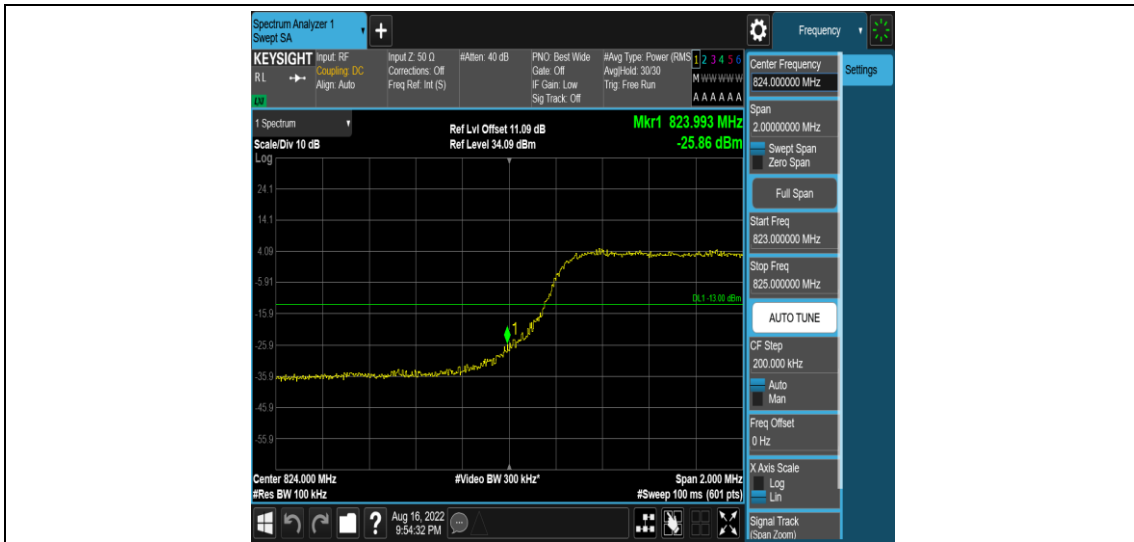 Spectrum Analyzer 1
Swept SA
Frequency
KEYSIGHT
RL
LXI
Input: RF
Coupling: DC
Align: Auto
Input Z: 50 Ω
Corrections: Off
Freq Ref: Int (S)
#Atten: 40 dB
PNO: Best Wide
Gate: Off
IF Gain: Low
Sig Track: Off
#Avg Type: Power (RMS
Avg|Hold: 30/30
Trig: Free Run
1 2 3 4 5 6
M W W W W W
A A A A A A
1 Spectrum
Scale/Div 10 dB
Log
Ref Lvl Offset 11.09 dB
Ref Level 34.09 dBm
Mkr1 823.993 MHz
-25.86 dBm
24.1
14.1
4.09
-5.91
DL1 -13.00 dBm
-15.9
1
-25.9
-35.9
-45.9
-55.9
Center 824.000 MHz
#Video BW 300 kHz*
Span 2.000 MHz
#Res BW 100 kHz
#Sweep 100 ms (601 pts)
Center Frequency
824.000000 MHz
Settings
Span
2.00000000 MHz
Swept Span
Zero Span
Full Span
Start Freq
823.000000 MHz
Stop Freq
825.000000 MHz
AUTO TUNE
CF Step
200.000 kHz
Auto
Man
Freq Offset
0 Hz
X Axis Scale
Log
Lin
Signal Track
(Span Zoom)
?
Aug 16, 2022
9:54:32 PM